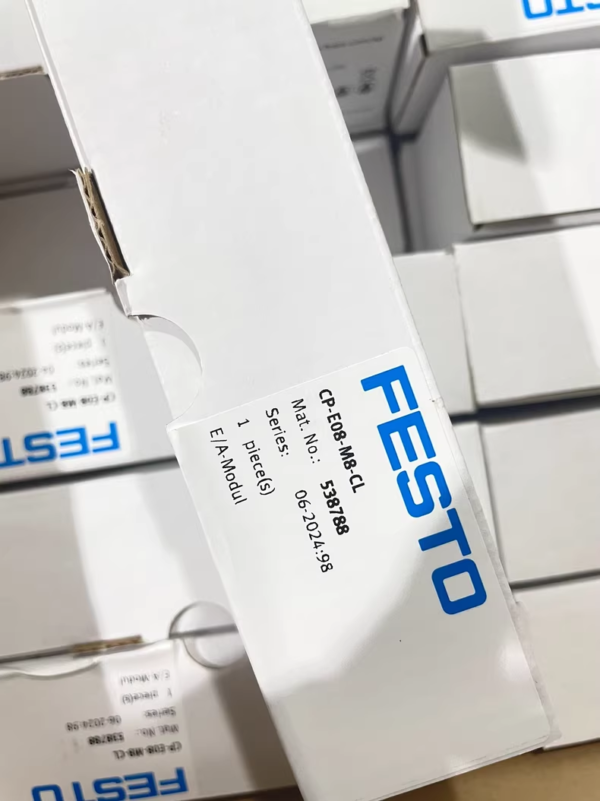 FESTO
CP-E08-M8-CL
Mat. No.: 538788
Series: 06-2024:98
1 piece(s)
E/A-Modul
FESTO
CP-E08-M8-CL
Mat. No.: 538788
Series: 06-2024:98
1 piece(s)
E/A-Modul
FESTO
CP-E08-M8-CL
Mat. No.: 538788
Series: 06-2024:98
1 piece(s)
E/A-Modul
STO